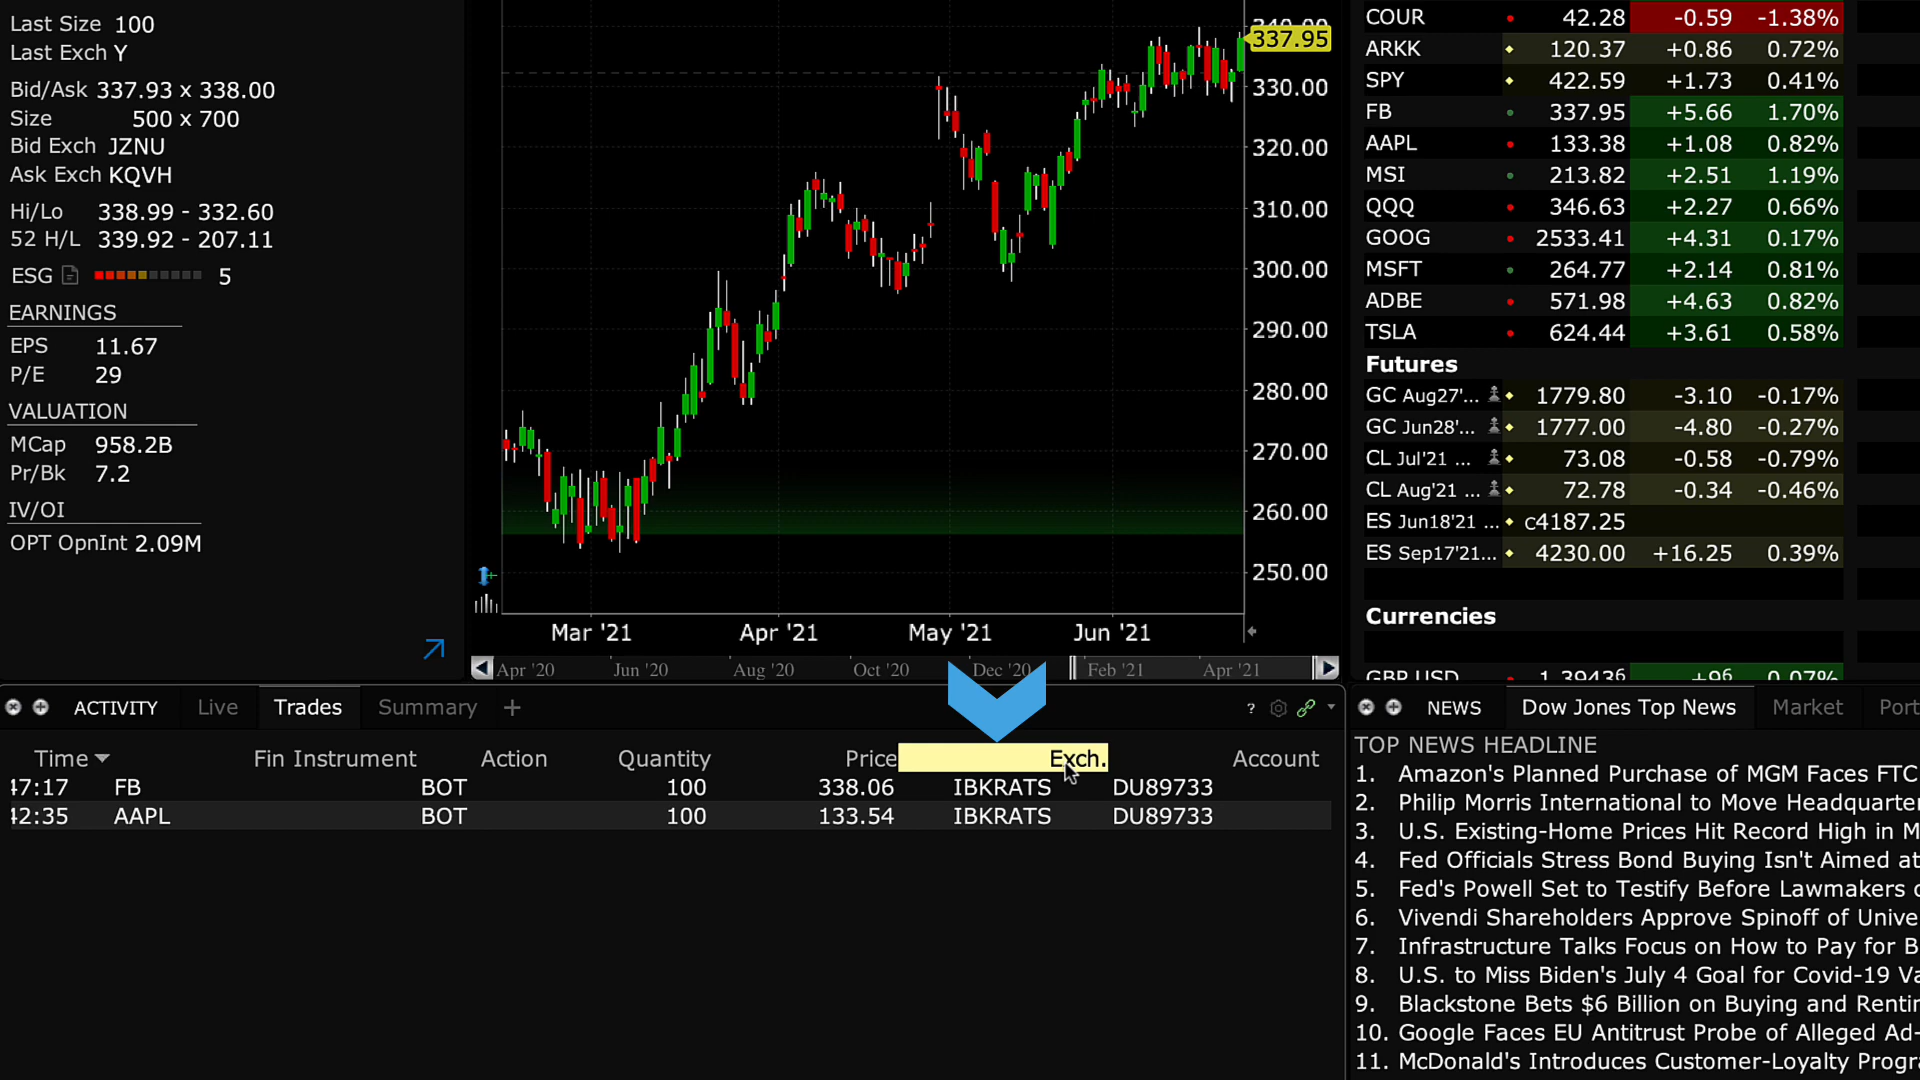 Last Size 100
Last Exch Y
Bid/Ask 337.93 x 338.00
Size 500 x 700
Bid Exch JZNU
Ask Exch KQVH
Hi/Lo 338.99 - 332.60
52 H/L 339.92 - 207.11
ESG 5
EARNINGS
EPS 11.67
P/E 29
VALUATION
MCap 958.2B
Pr/Bk 7.2
IV/OI
OPT OpnInt 2.09M
340.00
337.95
330.00
320.00
310.00
300.00
290.00
280.00
270.00
260.00
250.00
Mar '21 Apr '21 May '21 Jun '21
Apr '20 Jun '20 Aug '20 Oct '20 Dec '20 Feb '21 Apr '21
COUR 42.28 -0.59 -1.38%
ARKK 120.37 +0.86 0.72%
SPY 422.59 +1.73 0.41%
FB 337.95 +5.66 1.70%
AAPL 133.38 +1.08 0.82%
MSI 213.82 +2.51 1.19%
QQQ 346.63 +2.27 0.66%
GOOG 2533.41 +4.31 0.17%
MSFT 264.77 +2.14 0.81%
ADBE 571.98 +4.63 0.82%
TSLA 624.44 +3.61 0.58%
Futures
GC Aug27'... 1779.80 -3.10 -0.17%
GC Jun28'... 1777.00 -4.80 -0.27%
CL Jul'21 ... 73.08 -0.58 -0.79%
CL Aug'21 ... 72.78 -0.34 -0.46%
ES Jun18'21 ... c4187.25
ES Sep17'21... 4230.00 +16.25 0.39%
Currencies
GBP.USD 1.39436 +96 0.07%
ACTIVITY Live Trades Summary + ?
Time Fin Instrument Action Quantity Price Exch. Account
47:17 FB BOT 100 338.06 IBKRATS DU89733
42:35 AAPL BOT 100 133.54 IBKRATS DU89733
NEWS Dow Jones Top News Market Port
TOP NEWS HEADLINE
1. Amazon's Planned Purchase of MGM Faces FTC
2. Philip Morris International to Move Headquarter
3. U.S. Existing-Home Prices Hit Record High in M
4. Fed Officials Stress Bond Buying Isn't Aimed at
5. Fed's Powell Set to Testify Before Lawmakers
6. Vivendi Shareholders Approve Spinoff of Unive
7. Infrastructure Talks Focus on How to Pay for B
8. U.S. to Miss Biden's July 4 Goal for Covid-19 Va
9. Blackstone Bets $6 Billion on Buying and Rentin
10. Google Faces EU Antitrust Probe of Alleged Ad-
11. McDonald's Introduces Customer-Loyalty Progr